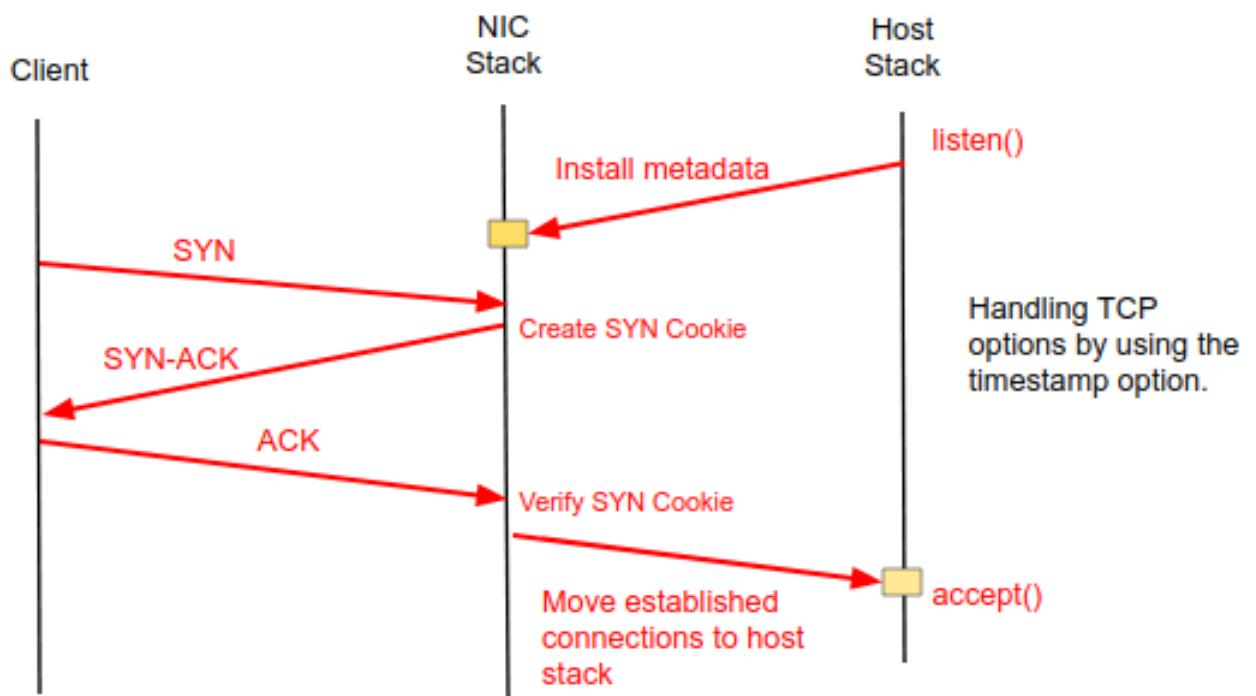 Client
NIC
Stack
Host
Stack
listen()
Install metadata
SYN
Create SYN Cookie
Handling TCP
options by using the
timestamp option.
SYN-ACK
ACK
Verify SYN Cookie
Move established
connections to host
stack
accept()